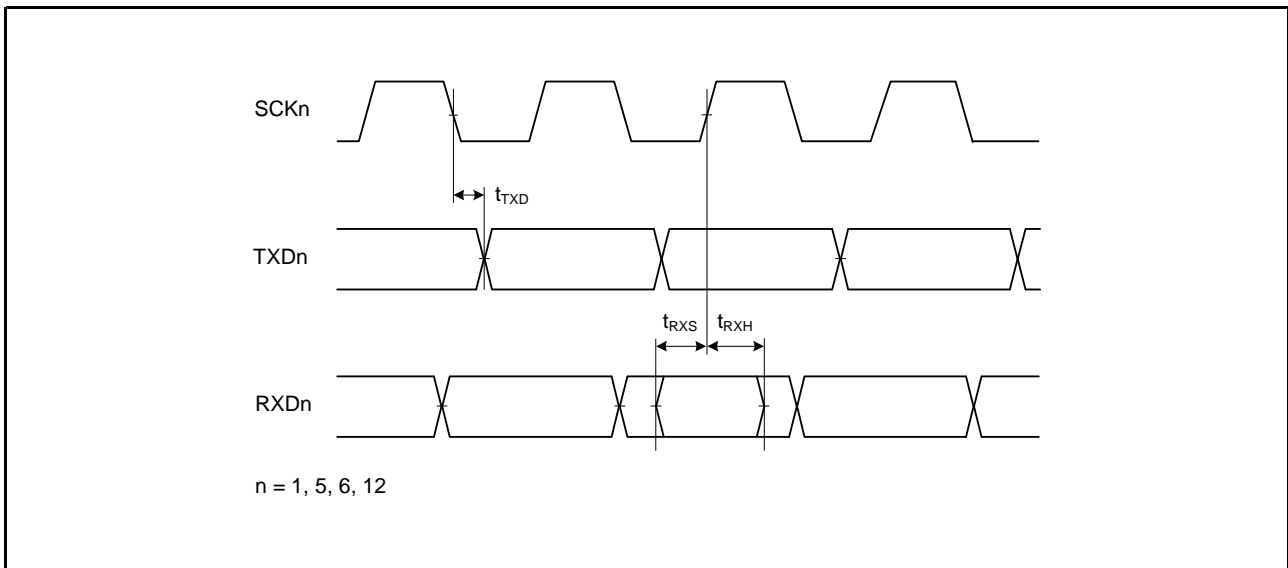 SCKn
tTXD
TXDn
tRXS tRXH
RXDn
n = 1, 5, 6, 12